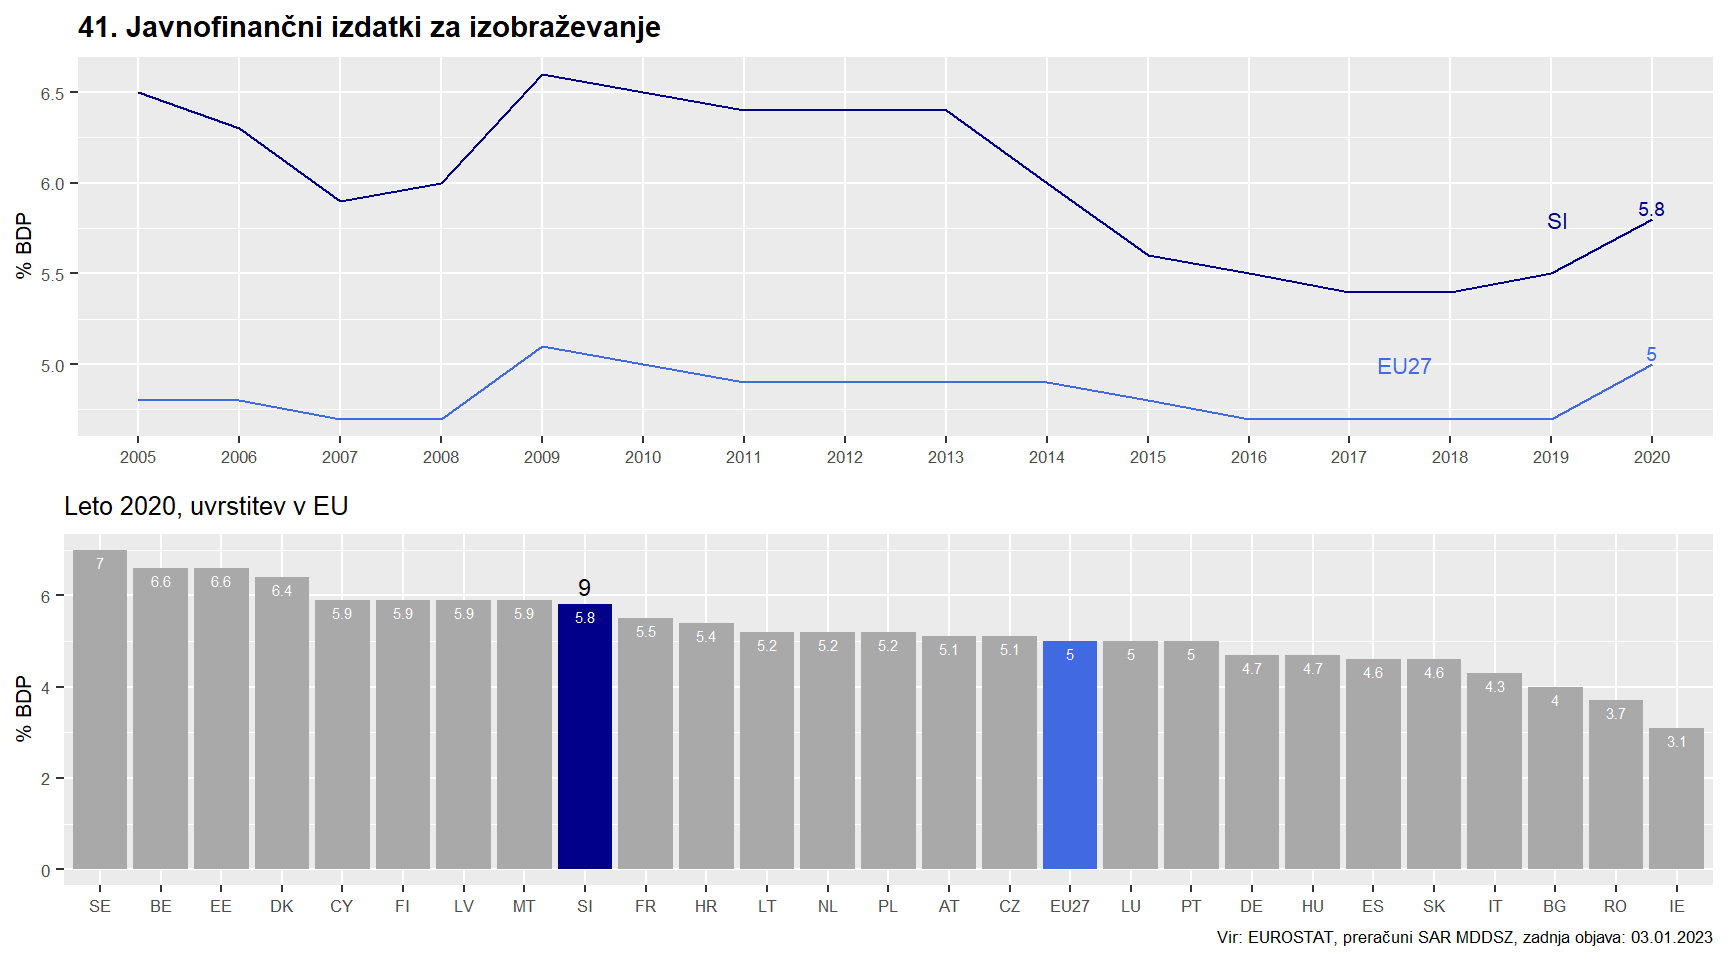 41. Javnofinančni izdatki za izobraževanje
% BDP
6.5
6.0
5.5
5.0
SI
5.8
EU27
5
2005 2006 2007 2008 2009 2010 2011 2012 2013 2014 2015 2016 2017 2018 2019 2020
Leto 2020, uvrstitev v EU
% BDP
6
4
2
0
9
7 6.6 6.6 6.4 5.9 5.9 5.9 5.9 5.8 5.5 5.4 5.2 5.2 5.2 5.1 5.1 5 5 5 4.7 4.7 4.6 4.6 4.3 4 3.7 3.1
SE BE EE DK CY FI LV MT SI FR HR LT NL PL AT CZ EU27 LU PT DE HU ES SK IT BG RO IE
Vir: EUROSTAT, preračuni SAR MDDSZ, zadnja objava: 03.01.2023